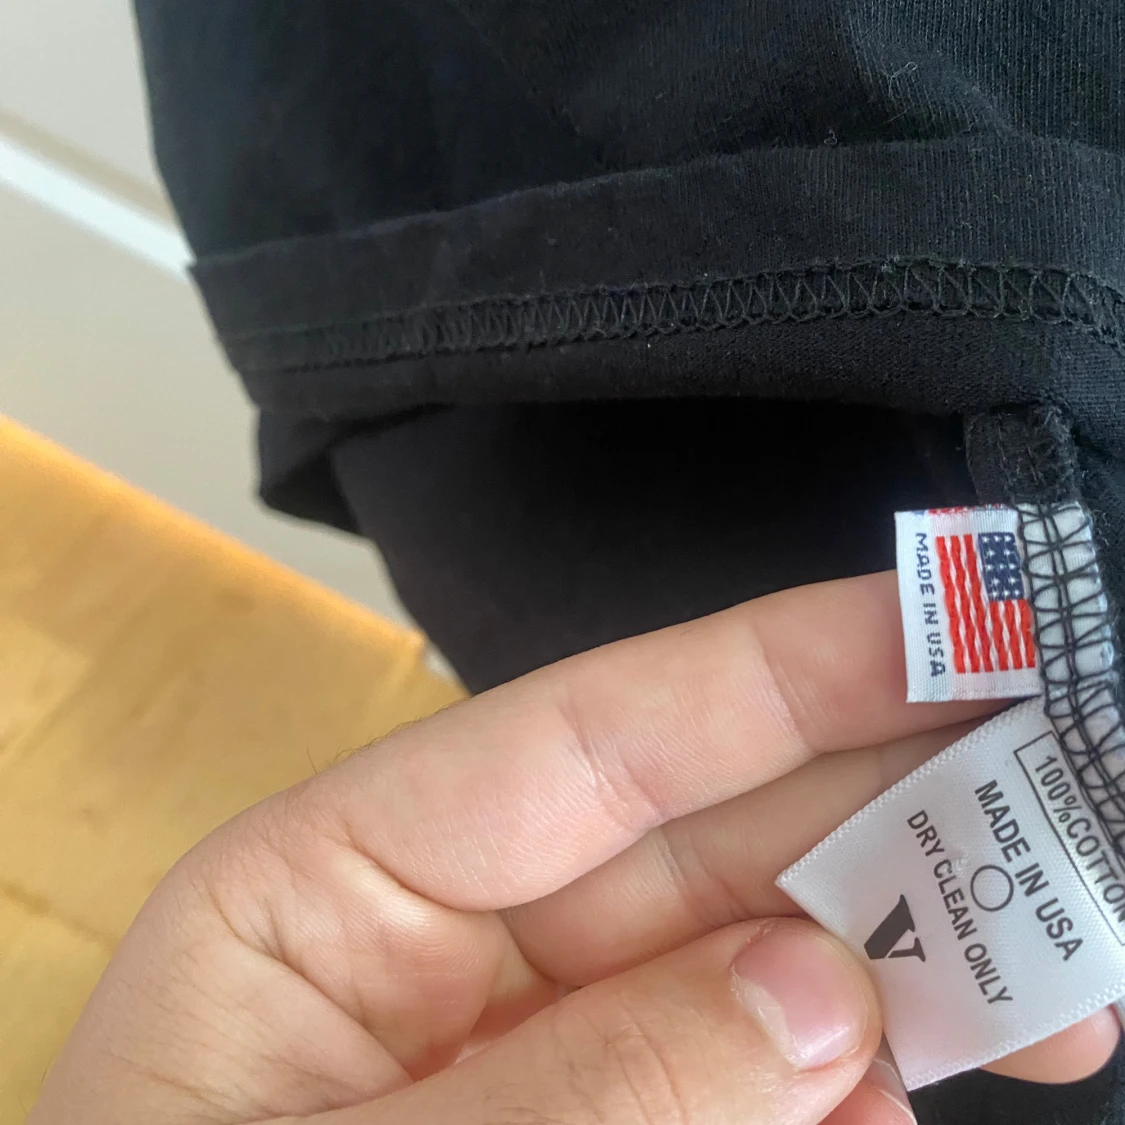 MADE IN USA
100%COTTON
MADE IN USA
DRY CLEAN ONLY
V